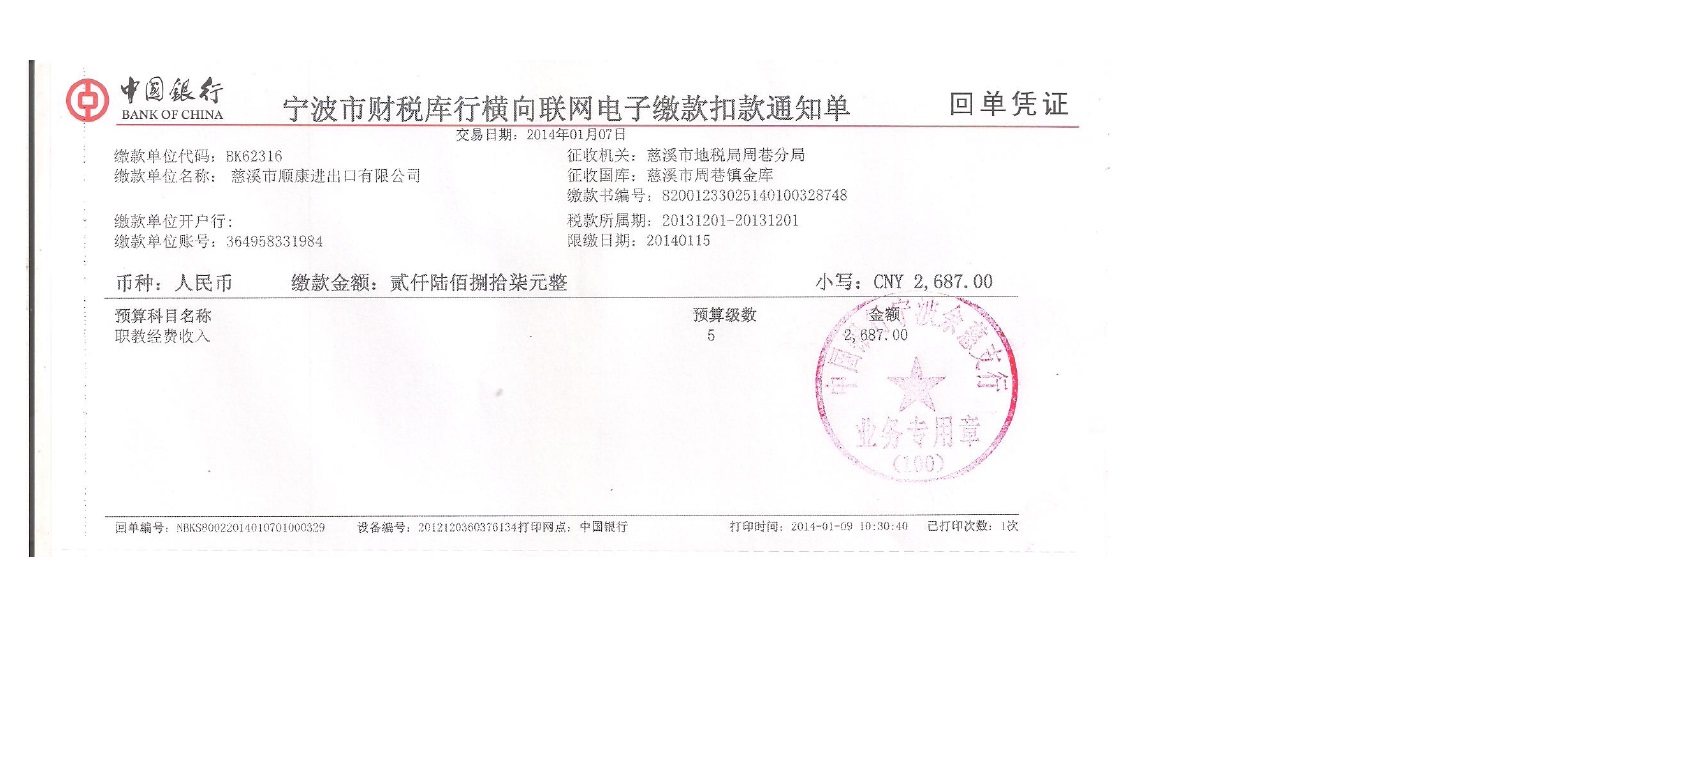 中国银行
BANK OF CHINA
宁波市财税库行横向联网电子缴款扣款通知单
回单凭证
交易日期：2014年01月07日
缴款单位代码：BK62316 征收机关：慈溪市地税局周巷分局
缴款单位名称： 慈溪市顺康进出口有限公司 征收国库：慈溪市周巷镇金库
缴款书编号：82001233025140100328748
缴款单位开户行： 税款所属期：20131201-20131201
缴款单位账号：364958331984 限缴日期：20140115
币种：人民币 缴款金额：贰仟陆佰捌拾柒元整 小写：CNY 2,687.00
预算科目名称 预算级数 金额
职教经费收入 5 2,687.00
宁波余慈支行
业务专用章
(100)
回单编号：NBKS80022014010701000329 设备编号：2012120360376134打印网点：中国银行 打印时间：2014-01-09 10:30:40 已打印次数：1次